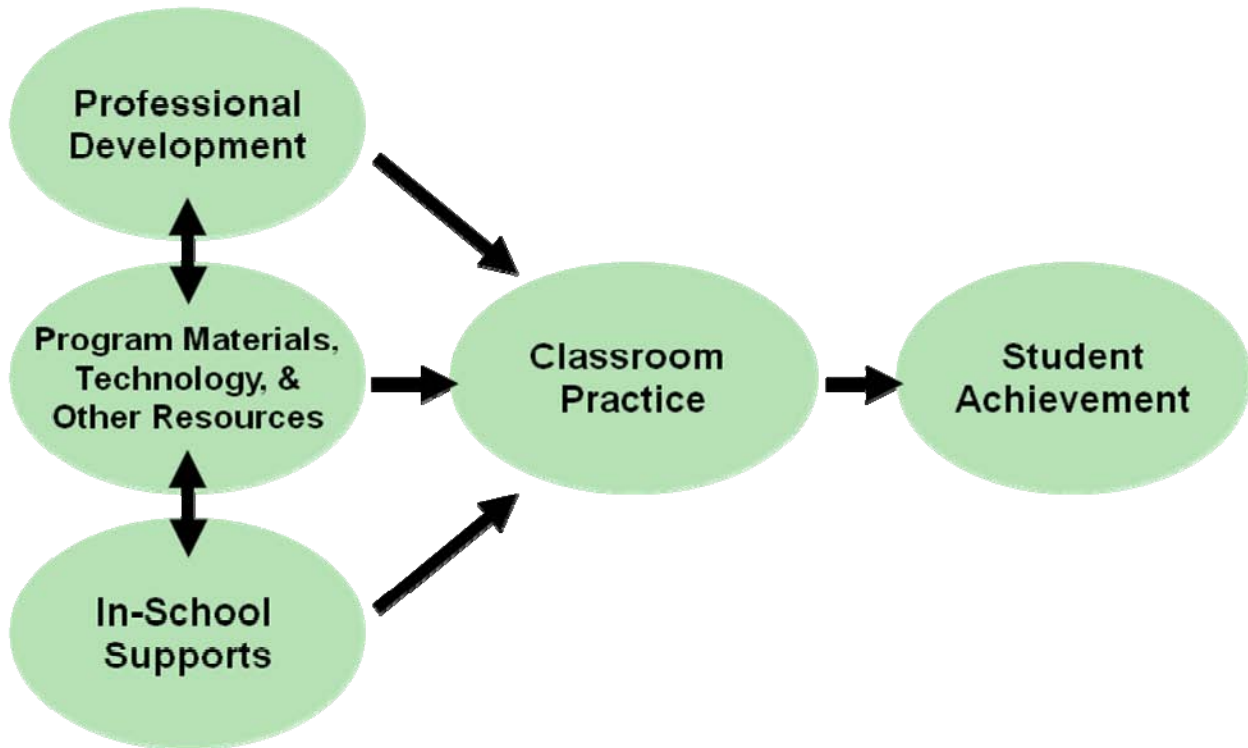 Professional
Development
Program Materials,
Technology, &
Other Resources
In-School
Supports
Classroom
Practice
Student
Achievement